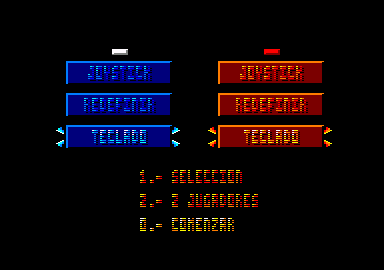 JOYSTICK JOYSTICK
REDEFINIR REDEFINIR
TECLADO TECLADO
1.- SELECCION
2.- 2 JUGADORES
0.- COMENZAR